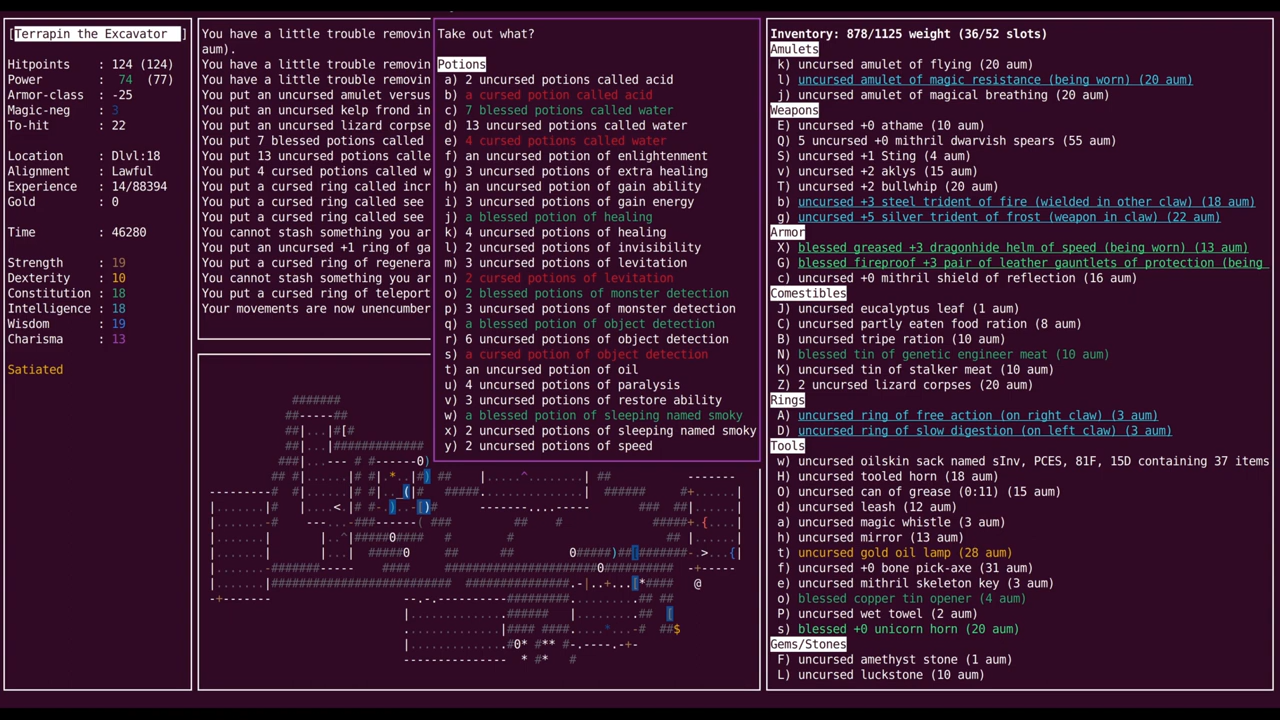 [Terrapin the Excavator ]
Hitpoints : 124 (124)
Power : 74 (77)
Armor-class : -25
Magic-neg : 3
To-hit : 22
Location : Dlvl:18
Alignment : Lawful
Experience : 14/88394
Gold : 0
Time : 46280
Strength : 19
Dexterity : 10
Constitution : 18
Intelligence : 18
Wisdom : 19
Charisma : 13
Satiated
You have a little trouble removin
aum).
You have a little trouble removin
You have a little trouble removin
You put an uncursed amulet versus
You put an uncursed kelp frond in
You put an uncursed lizard corpse
You put 7 blessed potions called
You put 13 uncursed potions calle
You put 4 cursed potions called w
You put a cursed ring called incr
You put a cursed ring called see
You put a cursed ring called see
You cannot stash something you ar
You put an uncursed +1 ring of ga
You put a cursed ring of regenera
You cannot stash something you ar
You put a cursed ring of teleport
Your movements are now unencumber
Take out what?
Potions
a) 2 uncursed potions called acid
b) a cursed potion called acid
c) 7 blessed potions called water
d) 13 uncursed potions called water
e) 4 cursed potions called water
f) an uncursed potion of enlightenment
g) 3 uncursed potions of extra healing
h) an uncursed potion of gain ability
i) 3 uncursed potions of gain energy
j) a blessed potion of healing
k) 4 uncursed potions of healing
l) 2 uncursed potions of invisibility
m) 3 uncursed potions of levitation
n) 2 cursed potions of levitation
o) 2 blessed potions of monster detection
p) 3 uncursed potions of monster detection
q) a blessed potion of object detection
r) 6 uncursed potions of object detection
s) a cursed potion of object detection
t) an uncursed potion of oil
u) 4 uncursed potions of paralysis
v) 3 uncursed potions of restore ability
w) a blessed potion of sleeping named smoky
x) 2 uncursed potions of sleeping named smoky
y) 2 uncursed potions of speed
Inventory: 878/1125 weight (36/52 slots)
Amulets
k) uncursed amulet of flying (20 aum)
l) uncursed amulet of magic resistance (being worn) (20 aum)
j) uncursed amulet of magical breathing (20 aum)
Weapons
E) uncursed +0 athame (10 aum)
Q) 5 uncursed +0 mithril dwarvish spears (55 aum)
S) uncursed +1 Sting (4 aum)
v) uncursed +2 aklys (15 aum)
T) uncursed +2 bullwhip (20 aum)
b) uncursed +3 steel trident of fire (wielded in other claw) (18 aum)
g) uncursed +5 silver trident of frost (weapon in claw) (22 aum)
Armor
X) blessed greased +3 dragonhide helm of speed (being worn) (13 aum)
G) blessed fireproof +3 pair of leather gauntlets of protection (being
c) uncursed +0 mithril shield of reflection (16 aum)
Comestibles
J) uncursed eucalyptus leaf (1 aum)
C) uncursed partly eaten food ration (8 aum)
B) uncursed tripe ration (10 aum)
N) blessed tin of genetic engineer meat (10 aum)
K) uncursed tin of stalker meat (10 aum)
Z) 2 uncursed lizard corpses (20 aum)
Rings
A) uncursed ring of free action (on right claw) (3 aum)
D) uncursed ring of slow digestion (on left claw) (3 aum)
Tools
w) uncursed oilskin sack named sInv, PCES, 81F, 15D containing 37 items
H) uncursed tooled horn (18 aum)
O) uncursed can of grease (0:11) (15 aum)
d) uncursed leash (12 aum)
a) uncursed magic whistle (3 aum)
h) uncursed mirror (13 aum)
t) uncursed gold oil lamp (28 aum)
f) uncursed +0 bone pick-axe (31 aum)
e) uncursed mithril skeleton key (3 aum)
o) blessed copper tin opener (4 aum)
P) uncursed wet towel (2 aum)
s) blessed +0 unicorn horn (20 aum)
Gems/Stones
F) uncursed amethyst stone (1 aum)
L) uncursed luckstone (10 aum)